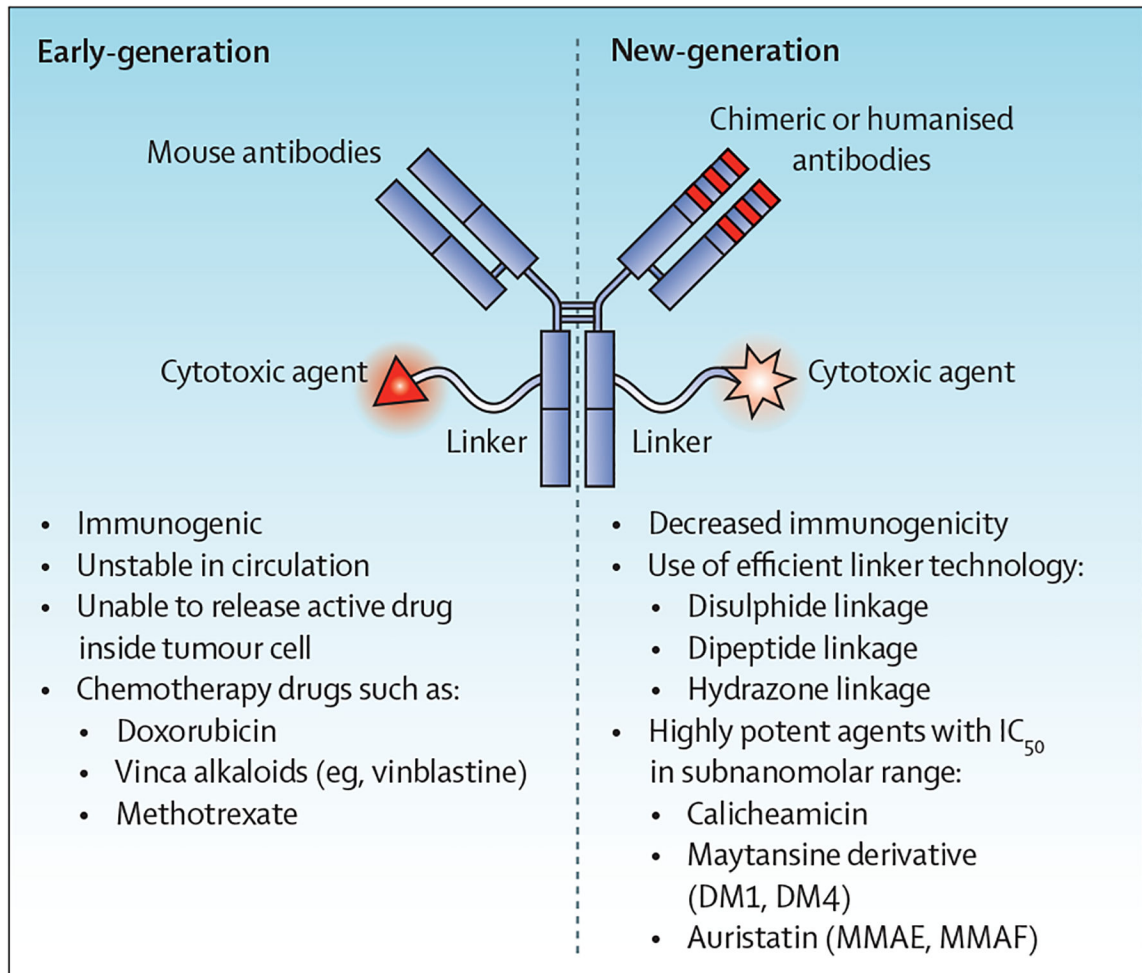 Early-generation
Mouse antibodies
Cytotoxic agent
Linker
• Immunogenic
• Unstable in circulation
• Unable to release active drug
inside tumour cell
• Chemotherapy drugs such as:
• Doxorubicin
• Vinca alkaloids (eg, vinblastine)
• Methotrexate
New-generation
Chimeric or humanised
antibodies
Cytotoxic agent
Linker
• Decreased immunogenicity
• Use of efficient linker technology:
• Disulphide linkage
• Dipeptide linkage
• Hydrazone linkage
• Highly potent agents with IC50
in subnanomolar range:
• Calicheamicin
• Maytansine derivative
(DM1, DM4)
• Auristatin (MMAE, MMAF)